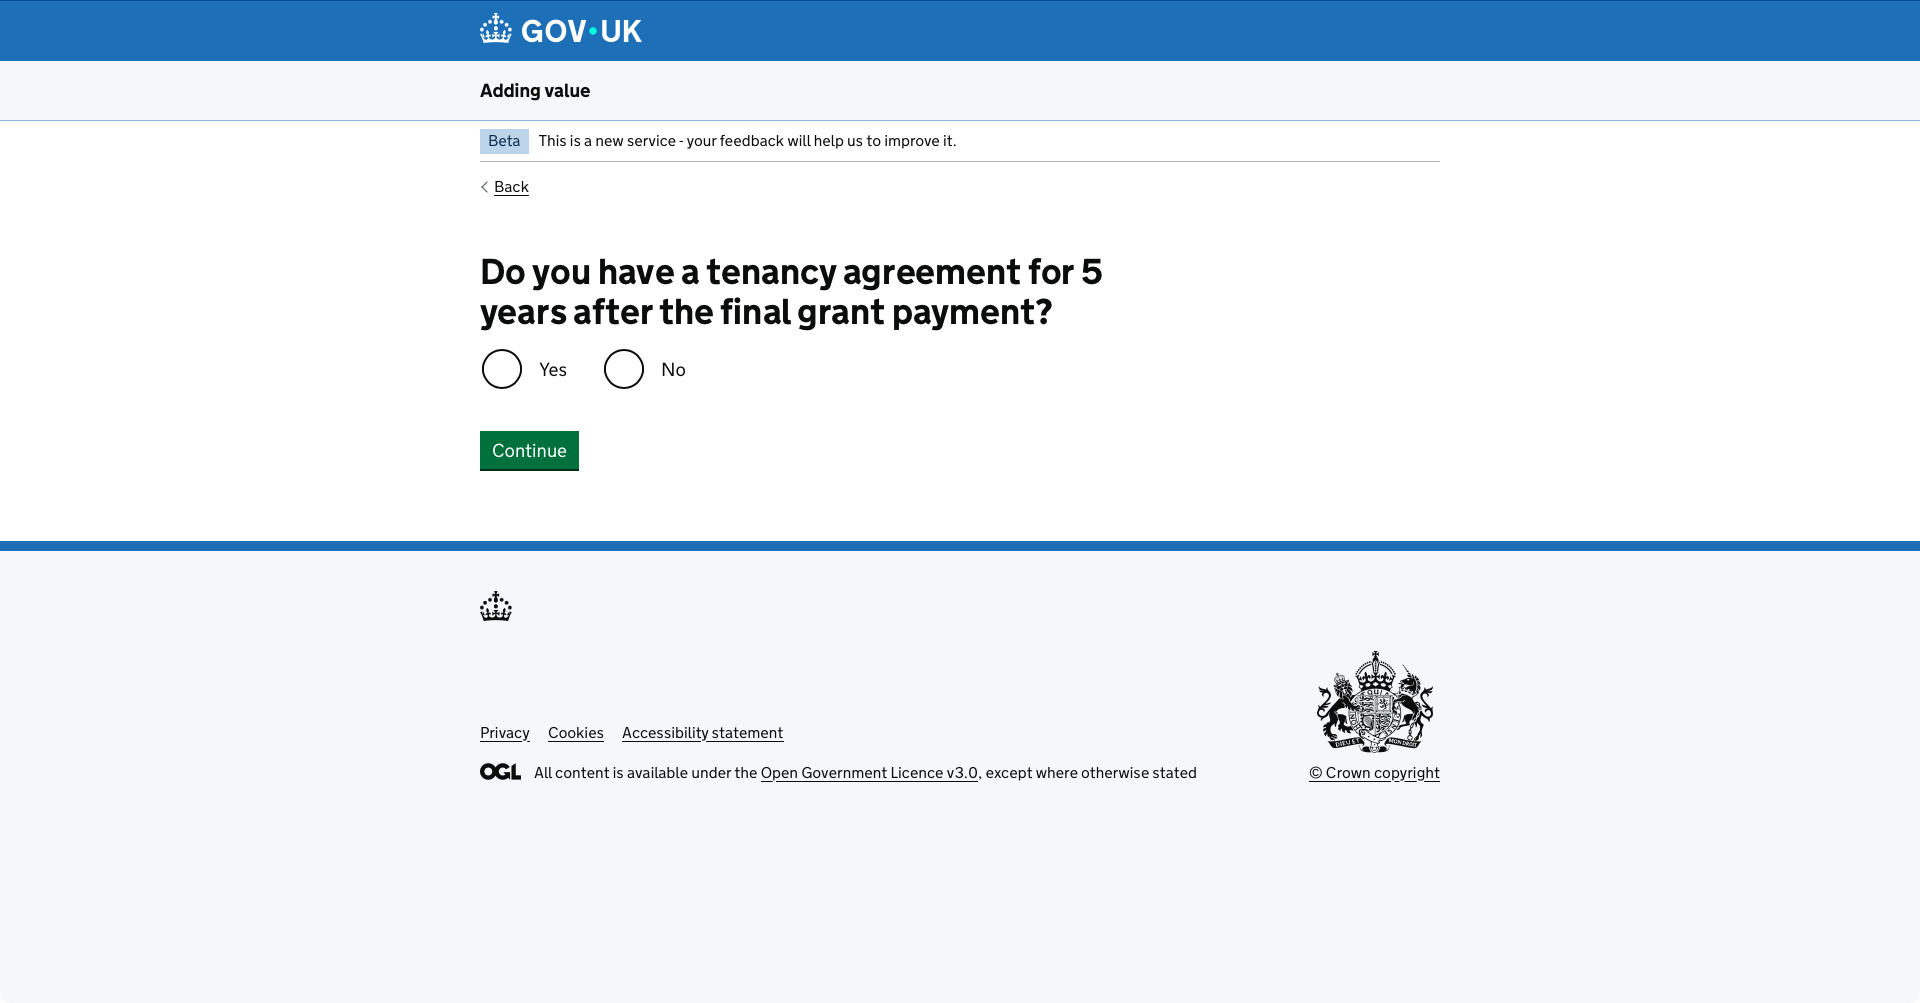 GOV•UK
Adding value
Beta This is a new service - your feedback will help us to improve it.
Back
Do you have a tenancy agreement for 5
years after the final grant payment?
Yes No
Continue
Privacy Cookies Accessibility statement
OGL All content is available under the Open Government Licence v3.0, except where otherwise stated
© Crown copyright